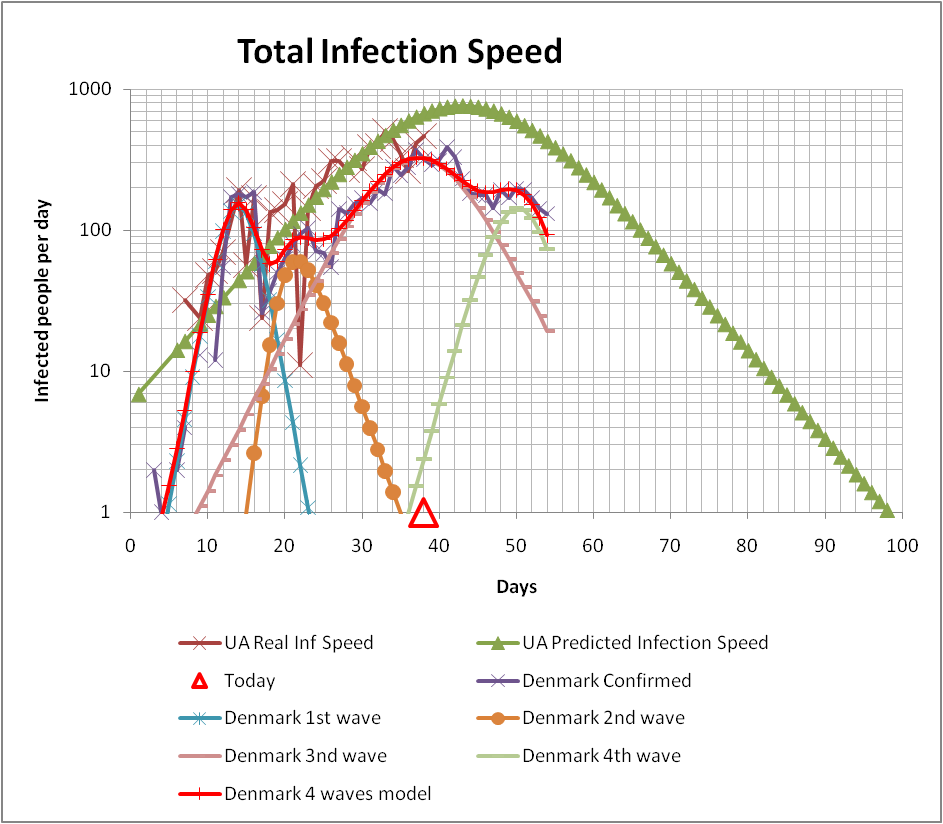 Total Infection Speed
Infected people per day
1000
100
10
1
0 10 20 30 40 50 60 70 80 90 100
Days
UA Real Inf Speed
UA Predicted Infection Speed
Today
Denmark Confirmed
Denmark 1st wave
Denmark 2nd wave
Denmark 3nd wave
Denmark 4th wave
Denmark 4 waves model